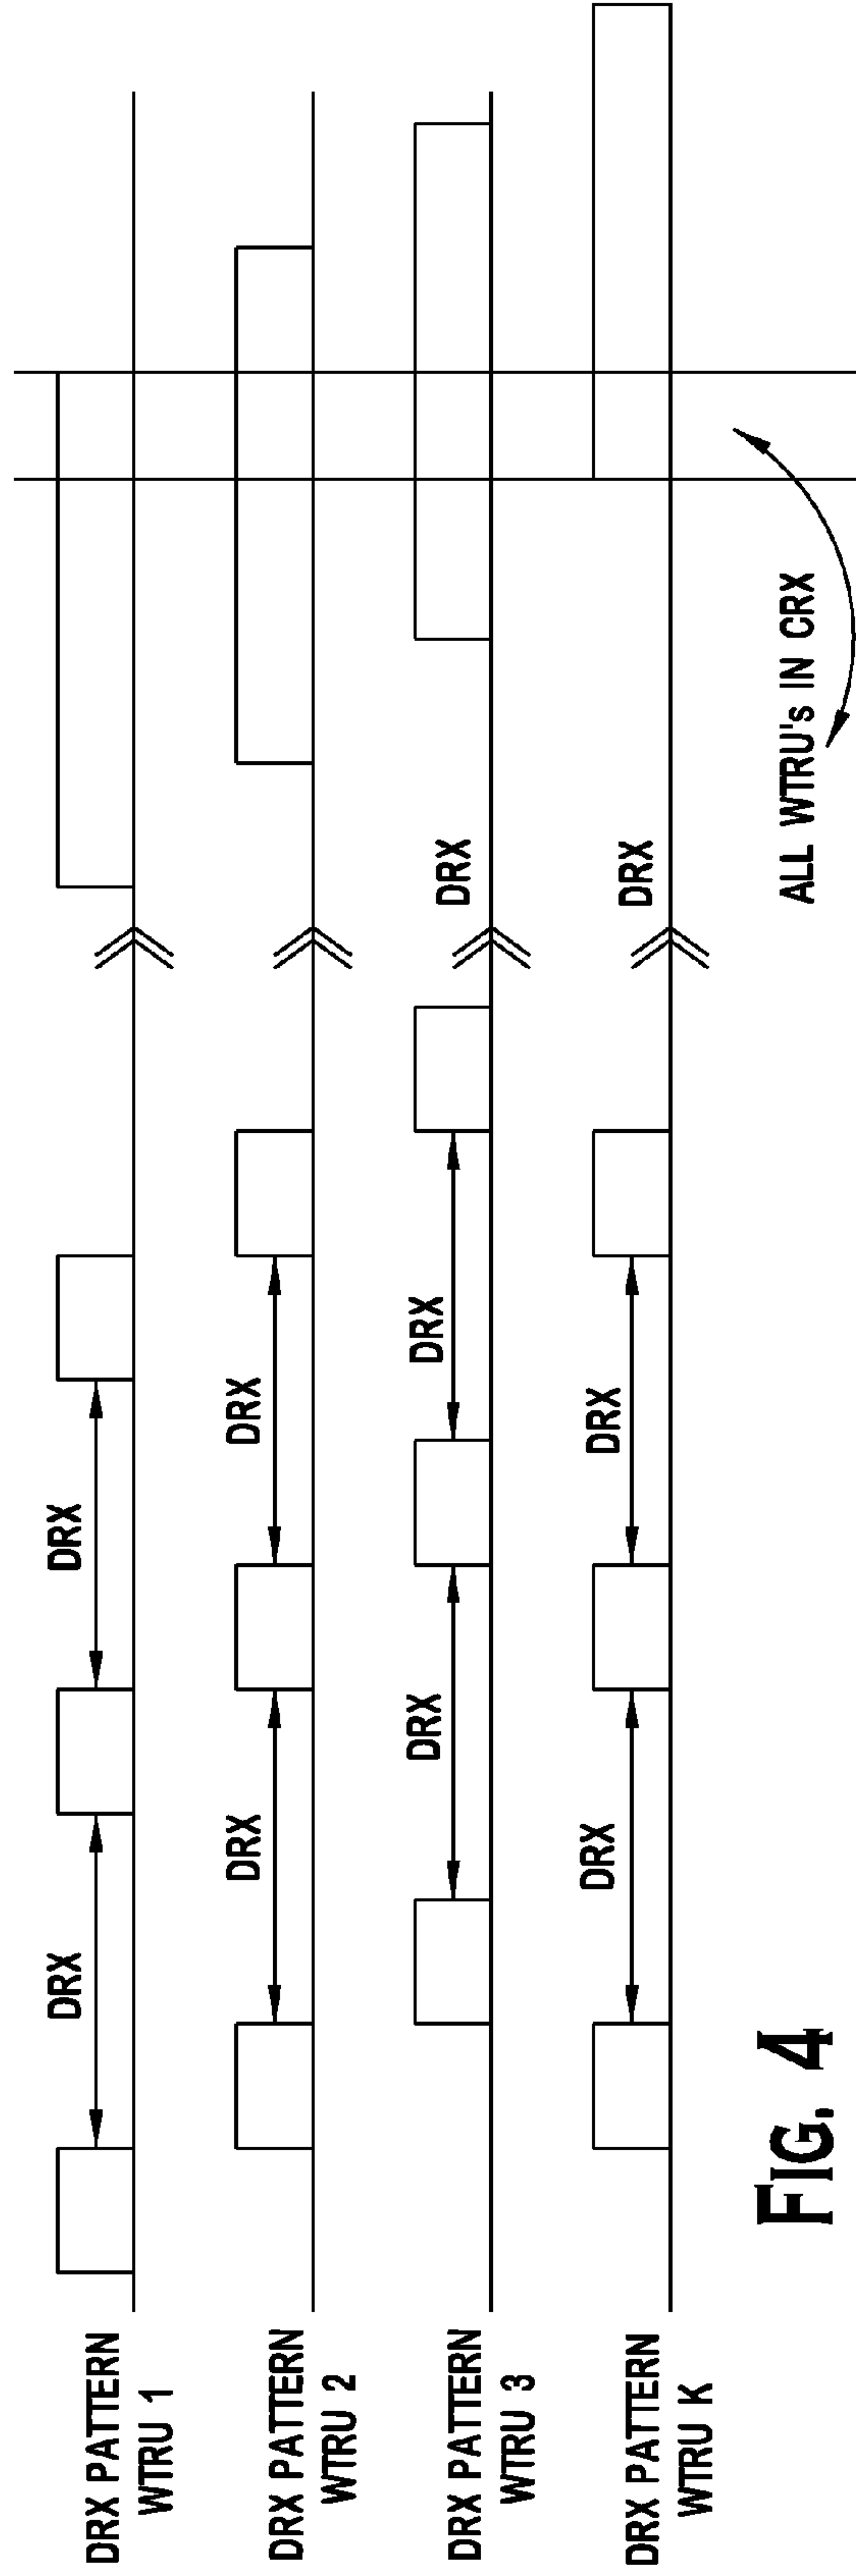 DRX PATTERN
WTRU 1
DRX
DRX
DRX PATTERN
WTRU 2
DRX
DRX
DRX PATTERN
WTRU 3
DRX
DRX
DRX
DRX PATTERN
WTRU K
DRX
DRX
DRX
ALL WTRU's IN CRX
FIG. 4